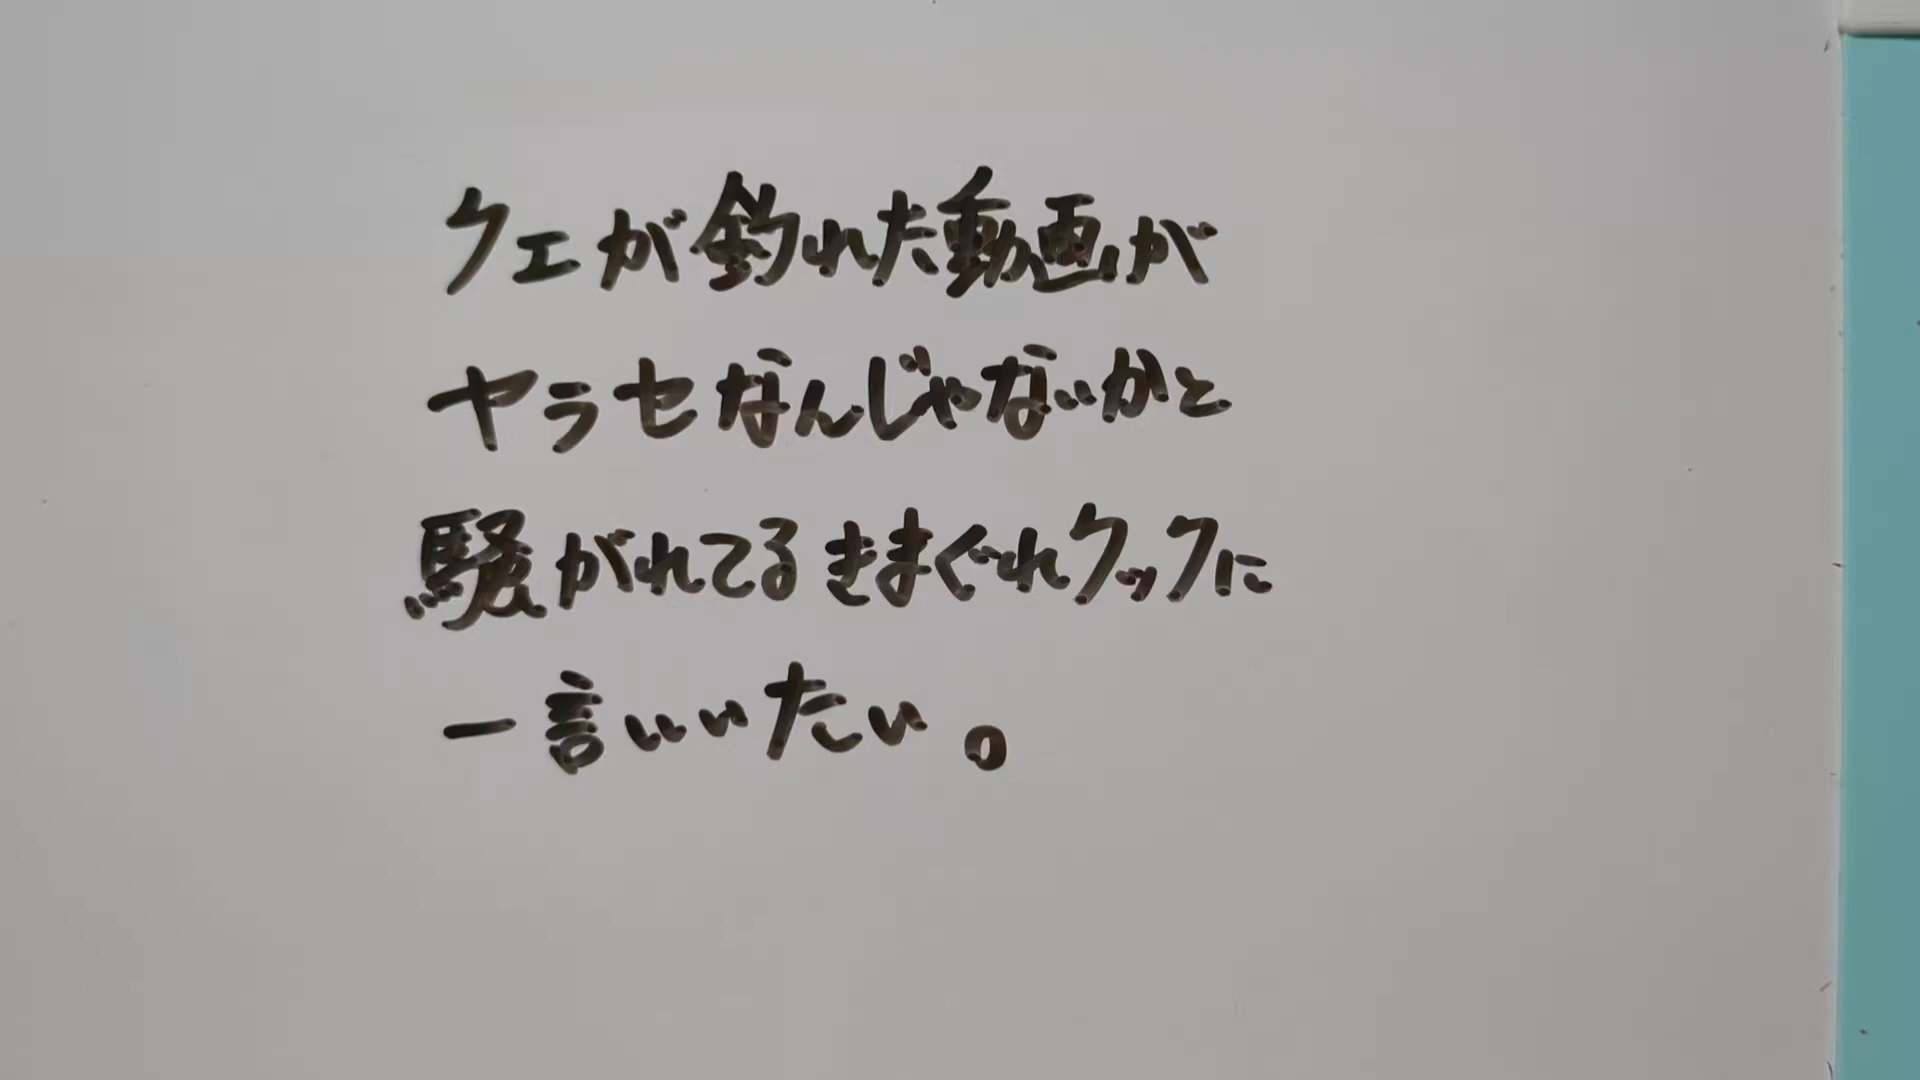 クエが釣れた動画が
ヤラセなんじゃないかと
騒がれてるきまぐれクックに
一言いいたい。